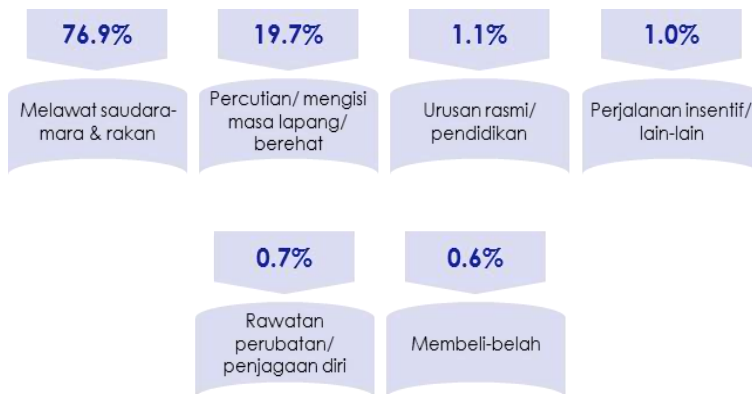 76.9%
19.7%
1.1%
1.0%
Melawat saudara-
mara & rakan
Percutian/ mengisi
masa lapang/
berehat
Urusan rasmi/
pendidikan
Perjalanan insentif/
lain-lain
0.7%
0.6%
Rawatan
perubatan/
penjagaan diri
Membeli-belah